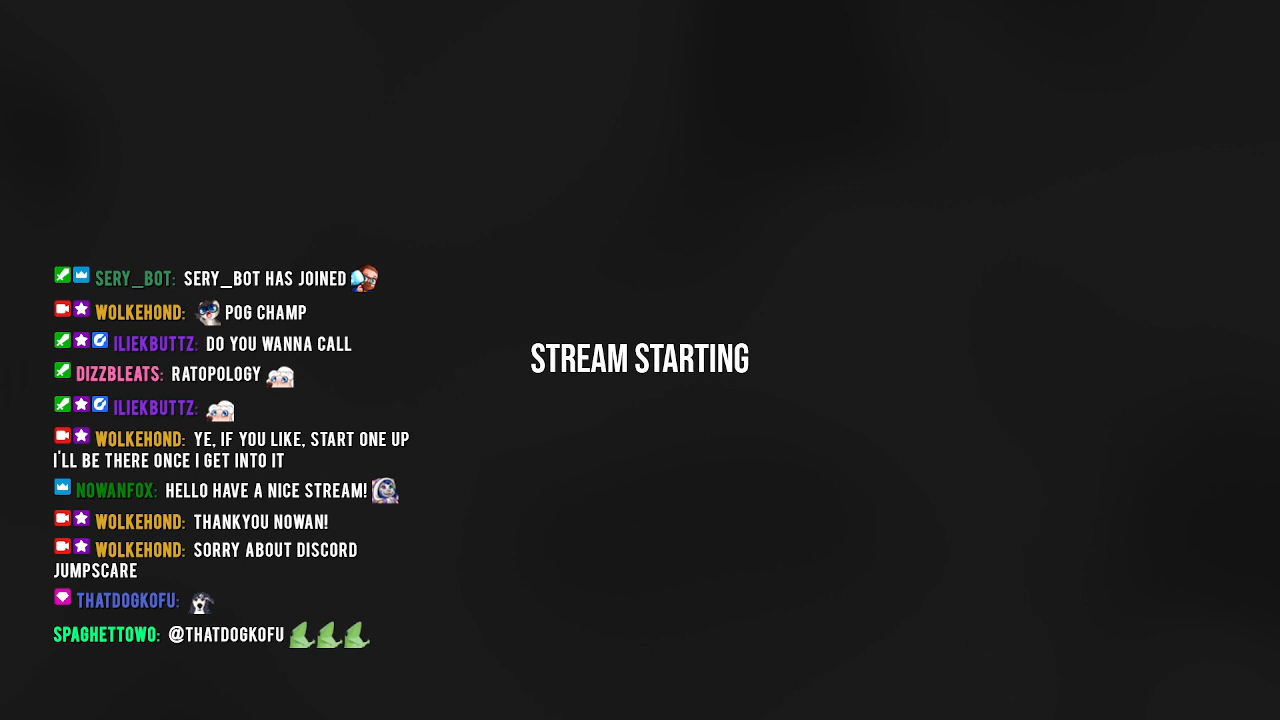 SERY_BOT: SERY_BOT HAS JOINED
WOLKEHOND: POG CHAMP
ILIEKBUTTZ: DO YOU WANNA CALL
DIZZBLEATS: RATOPOLOGY
ILIEKBUTTZ:
WOLKEHOND: YE, IF YOU LIKE, START ONE UP
I'LL BE THERE ONCE I GET INTO IT
NOWANFOX: HELLO HAVE A NICE STREAM!
WOLKEHOND: THANKYOU NOWAN!
WOLKEHOND: SORRY ABOUT DISCORD
JUMPSCARE
THATDOGKOFU:
SPAGHETTOWO: @THATDOGKOFU
STREAM STARTING